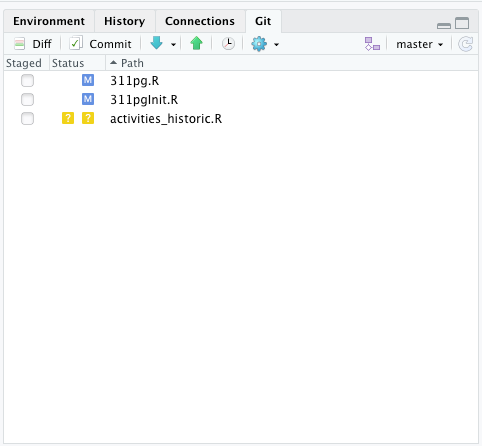 Environment History Connections Git
Diff Commit master
Staged Status Path
M 311pg.R
M 311pgInit.R
? ? activities_historic.R